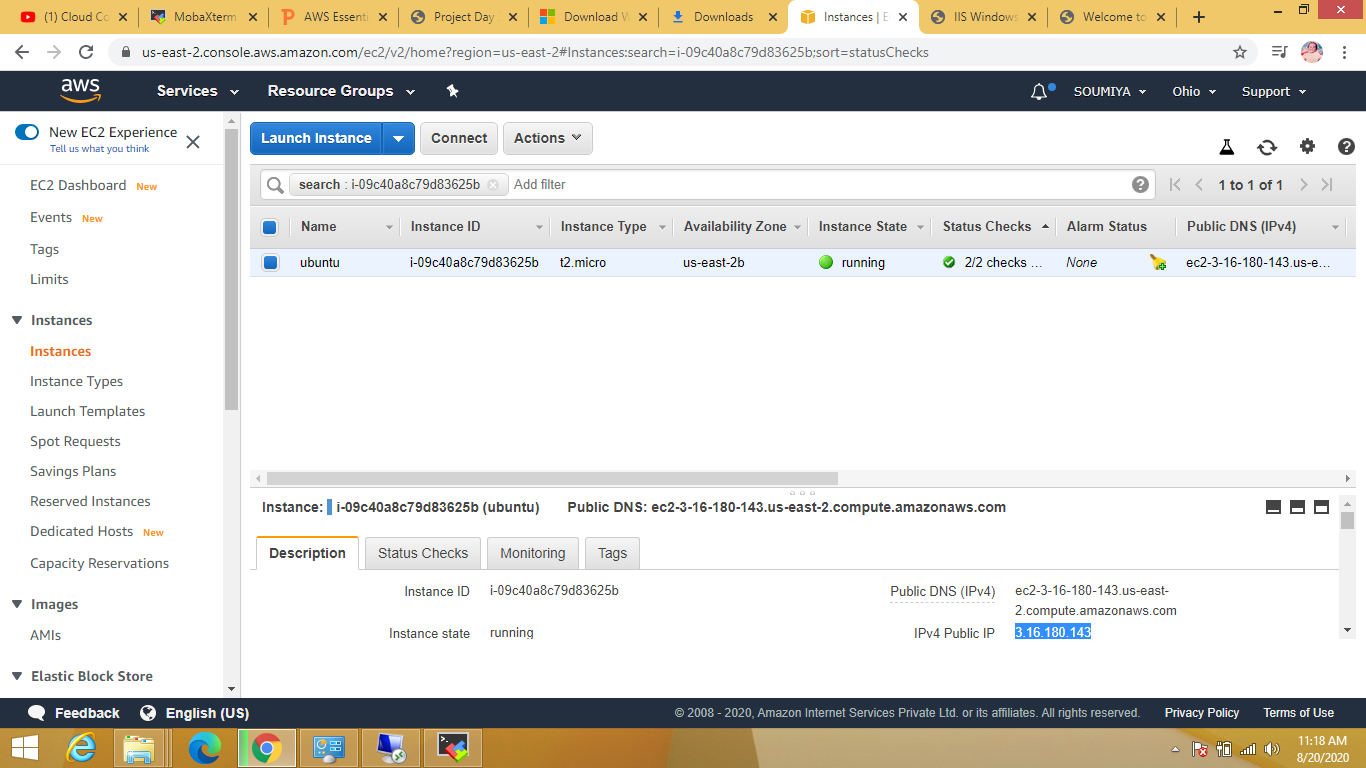 (1) Cloud Co
MobaXterm
AWS Essenti
Project Day
Download W
Downloads
Instances | E
IIS Windows
Welcome to
us-east-2.console.aws.amazon.com/ec2/v2/home?region=us-east-2#Instances:search=i-09c40a8c79d83625b;sort=statusChecks
aws
Services
Resource Groups
SOUMIYA
Ohio
Support
New EC2 Experience
Tell us what you think
EC2 Dashboard New
Events New
Tags
Limits
Instances
Instances
Instance Types
Launch Templates
Spot Requests
Savings Plans
Reserved Instances
Dedicated Hosts New
Capacity Reservations
Images
AMIs
Elastic Block Store
Launch Instance
Connect
Actions
search : i-09c40a8c79d83625b Add filter
1 to 1 of 1
Name Instance ID Instance Type Availability Zone Instance State Status Checks Alarm Status Public DNS (IPv4)
ubuntu i-09c40a8c79d83625b t2.micro us-east-2b running 2/2 checks ... None ec2-3-16-180-143.us-e...
Instance: i-09c40a8c79d83625b (ubuntu) Public DNS: ec2-3-16-180-143.us-east-2.compute.amazonaws.com
Description Status Checks Monitoring Tags
Instance ID i-09c40a8c79d83625b
Public DNS (IPv4) ec2-3-16-180-143.us-east-
2.compute.amazonaws.com
Instance state running
IPv4 Public IP 3.16.180.143
Feedback English (US)
© 2008 - 2020, Amazon Internet Services Private Ltd. or its affiliates. All rights reserved. Privacy Policy Terms of Use
11:18 AM
8/20/2020